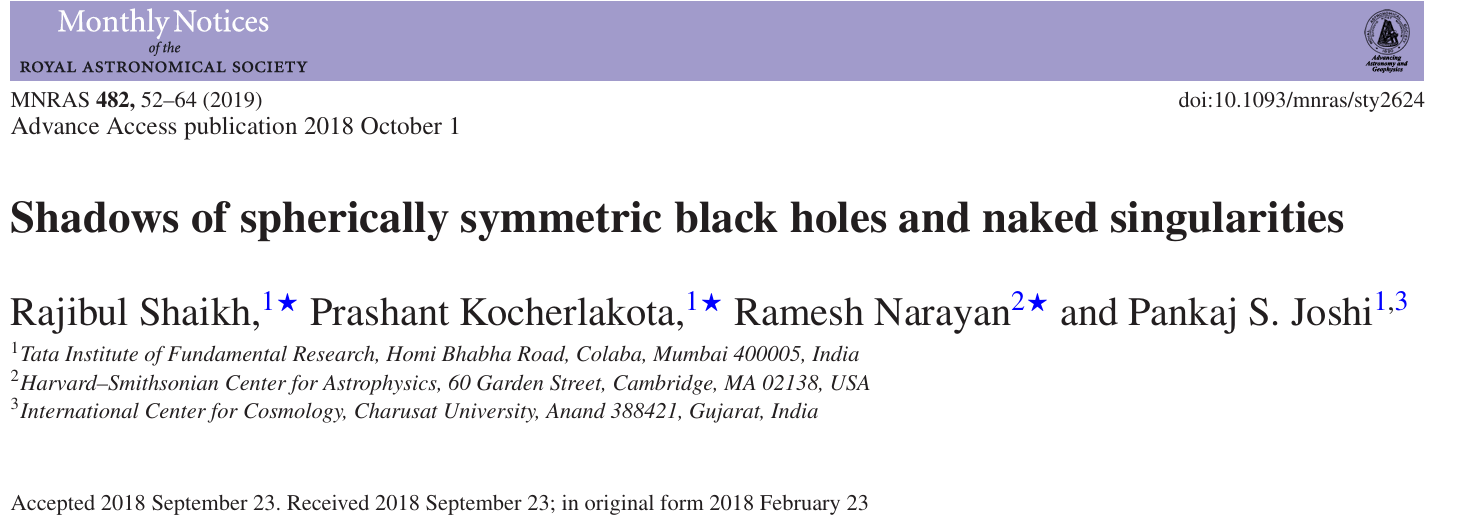 Monthly Notices
of the
ROYAL ASTRONOMICAL SOCIETY
Advancing
Astronomy and
Geophysics
MNRAS 482, 52–64 (2019)
doi:10.1093/mnras/sty2624
Advance Access publication 2018 October 1
Shadows of spherically symmetric black holes and naked singularities
Rajibul Shaikh,1★ Prashant Kocherlakota,1★ Ramesh Narayan2★ and Pankaj S. Joshi1,3
1Tata Institute of Fundamental Research, Homi Bhabha Road, Colaba, Mumbai 400005, India
2Harvard–Smithsonian Center for Astrophysics, 60 Garden Street, Cambridge, MA 02138, USA
3International Center for Cosmology, Charusat University, Anand 388421, Gujarat, India
Accepted 2018 September 23. Received 2018 September 23; in original form 2018 February 23